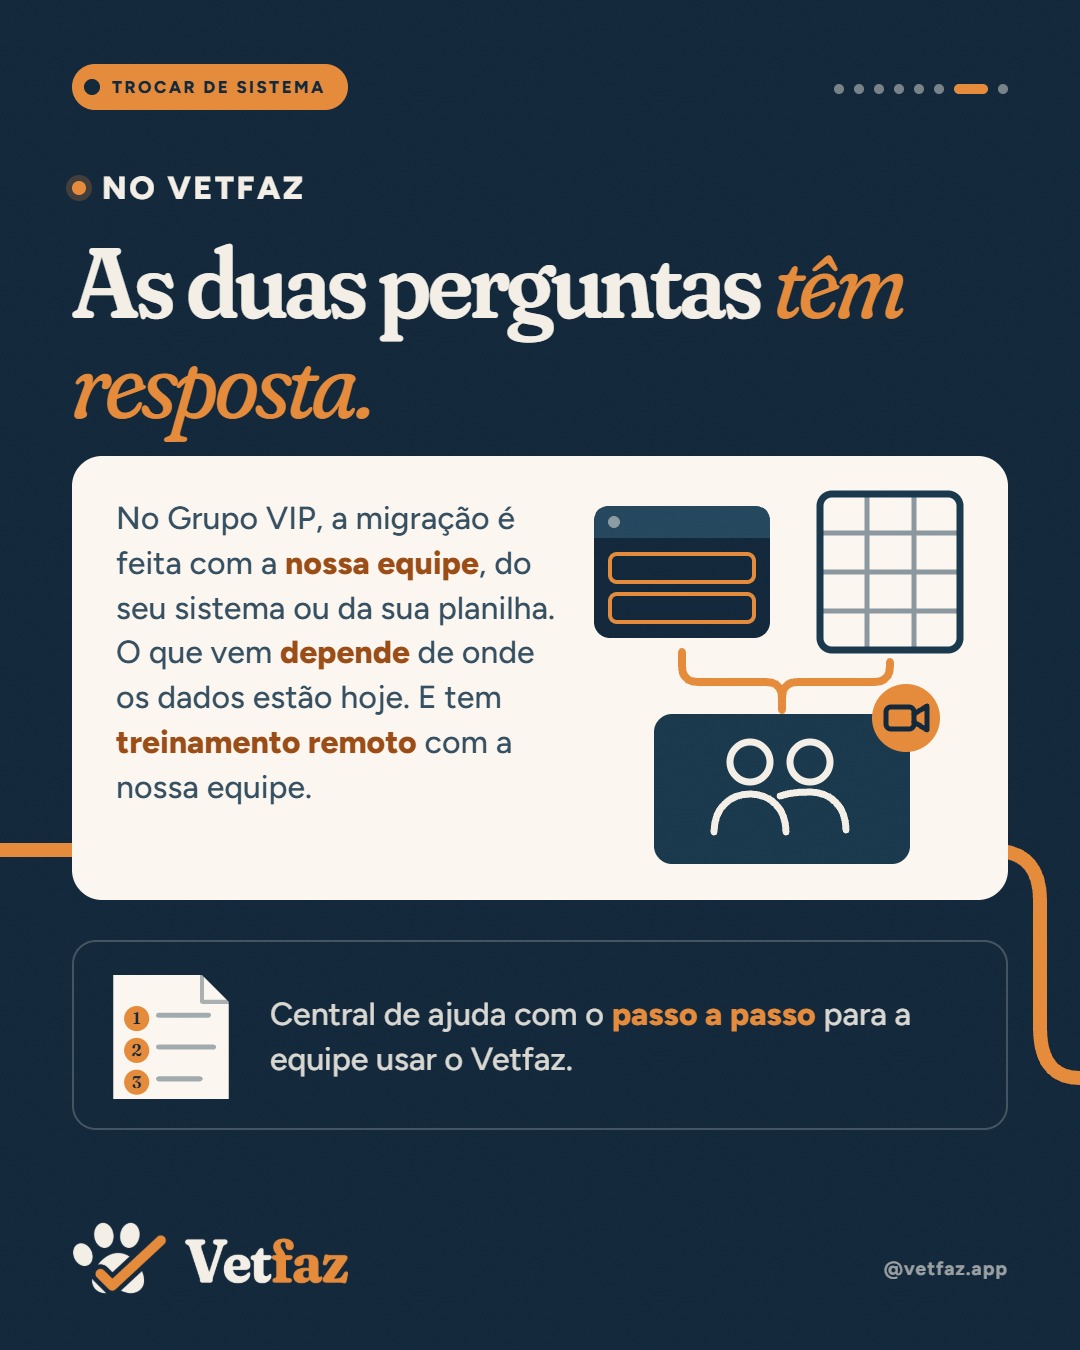 TROCAR DE SISTEMA
NO VETFAZ
As duas perguntas têm
resposta.
No Grupo VIP, a migração é
feita com a nossa equipe, do
seu sistema ou da sua planilha.
O que vem depende de onde
os dados estão hoje. E tem
treinamento remoto com a
nossa equipe.
1
2
3
Central de ajuda com o passo a passo para a
equipe usar o Vetfaz.
Vetfaz
@vetfaz.app